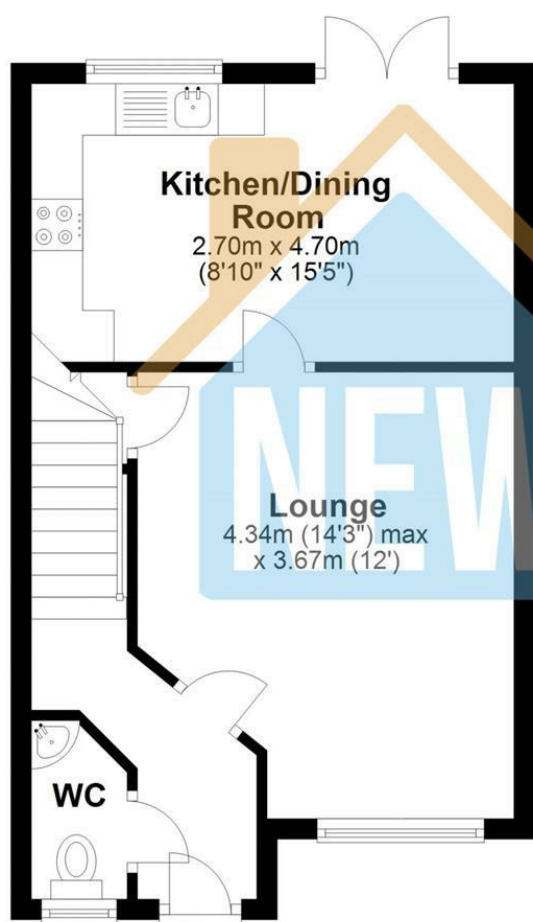 Kitchen/Dining
Room
2.70m x 4.70m
(8'10" x 15'5")
NEW
Lounge
4.34m (14'3") max
x 3.67m (12')
WC